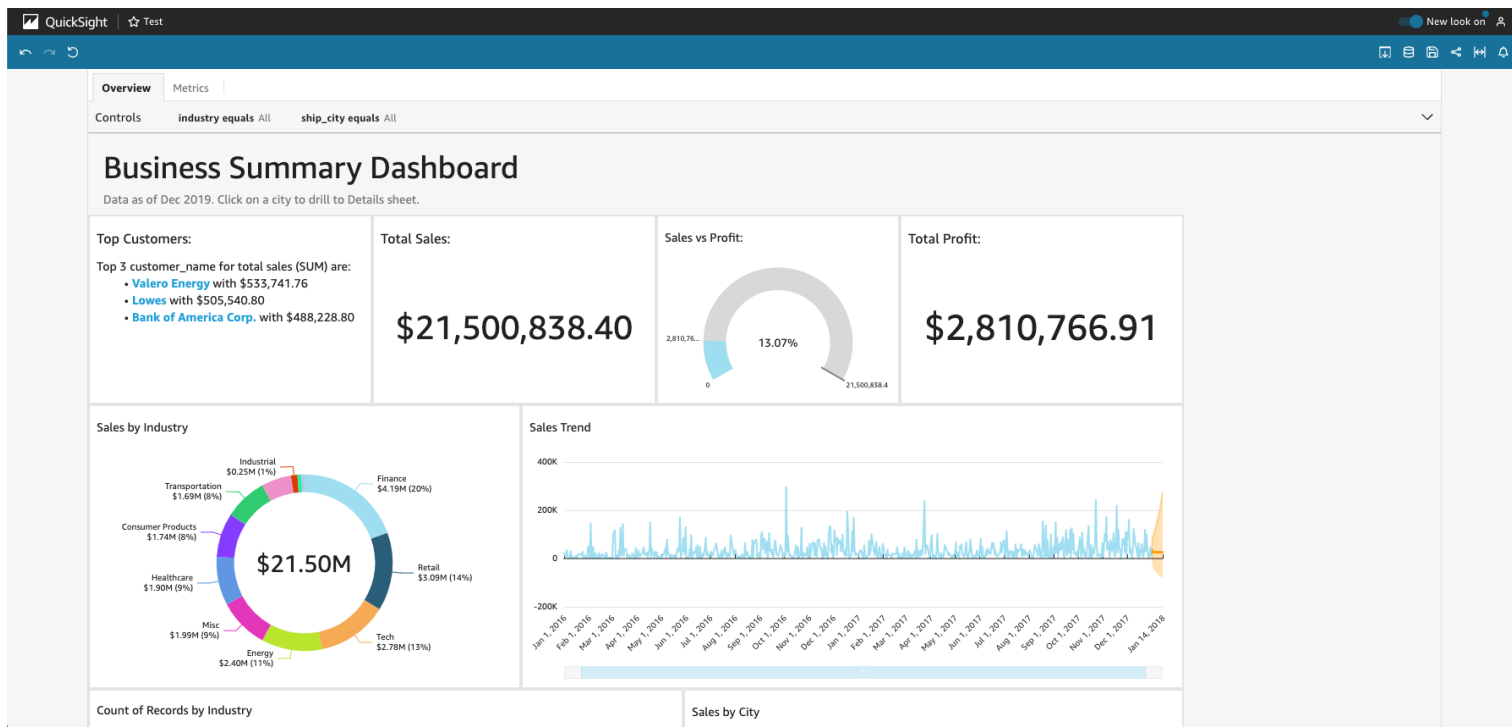 QuickSight
Test
New look on
Overview
Metrics
Controls
industry equals All
ship_city equals All
Business Summary Dashboard
Data as of Dec 2019. Click on a city to drill to Details sheet.
Top Customers:
Top 3 customer_name for total sales (SUM) are:
• Valero Energy with $533,741.76
• Lowes with $505,540.80
• Bank of America Corp. with $488,228.80
Total Sales:
$21,500,838.40
Sales vs Profit:
2,810,76...
13.07%
0
21,500,838.4
Total Profit:
$2,810,766.91
Sales by Industry
Industrial
$0.25M (1%)
Finance
$4.19M (20%)
Transportation
$1.69M (8%)
Consumer Products
$1.74M (8%)
$21.50M
Healthcare
$1.90M (9%)
Retail
$3.09M (14%)
Misc
$1.99M (9%)
Tech
$2.78M (13%)
Energy
$2.40M (11%)
Sales Trend
400K
200K
0
-200K
Jan 1, 2016
Feb 1, 2016
Mar 1, 2016
Apr 1, 2016
May 1, 2016
Jun 1, 2016
Jul 1, 2016
Aug 1, 2016
Sep 1, 2016
Oct 1, 2016
Nov 1, 2016
Dec 1, 2016
Jan 1, 2017
Feb 1, 2017
Mar 1, 2017
Apr 1, 2017
May 1, 2017
Jun 1, 2017
Jul 1, 2017
Aug 1, 2017
Sep 1, 2017
Oct 1, 2017
Nov 1, 2017
Dec 1, 2017
Jan 14, 2018
Count of Records by Industry
Sales by City